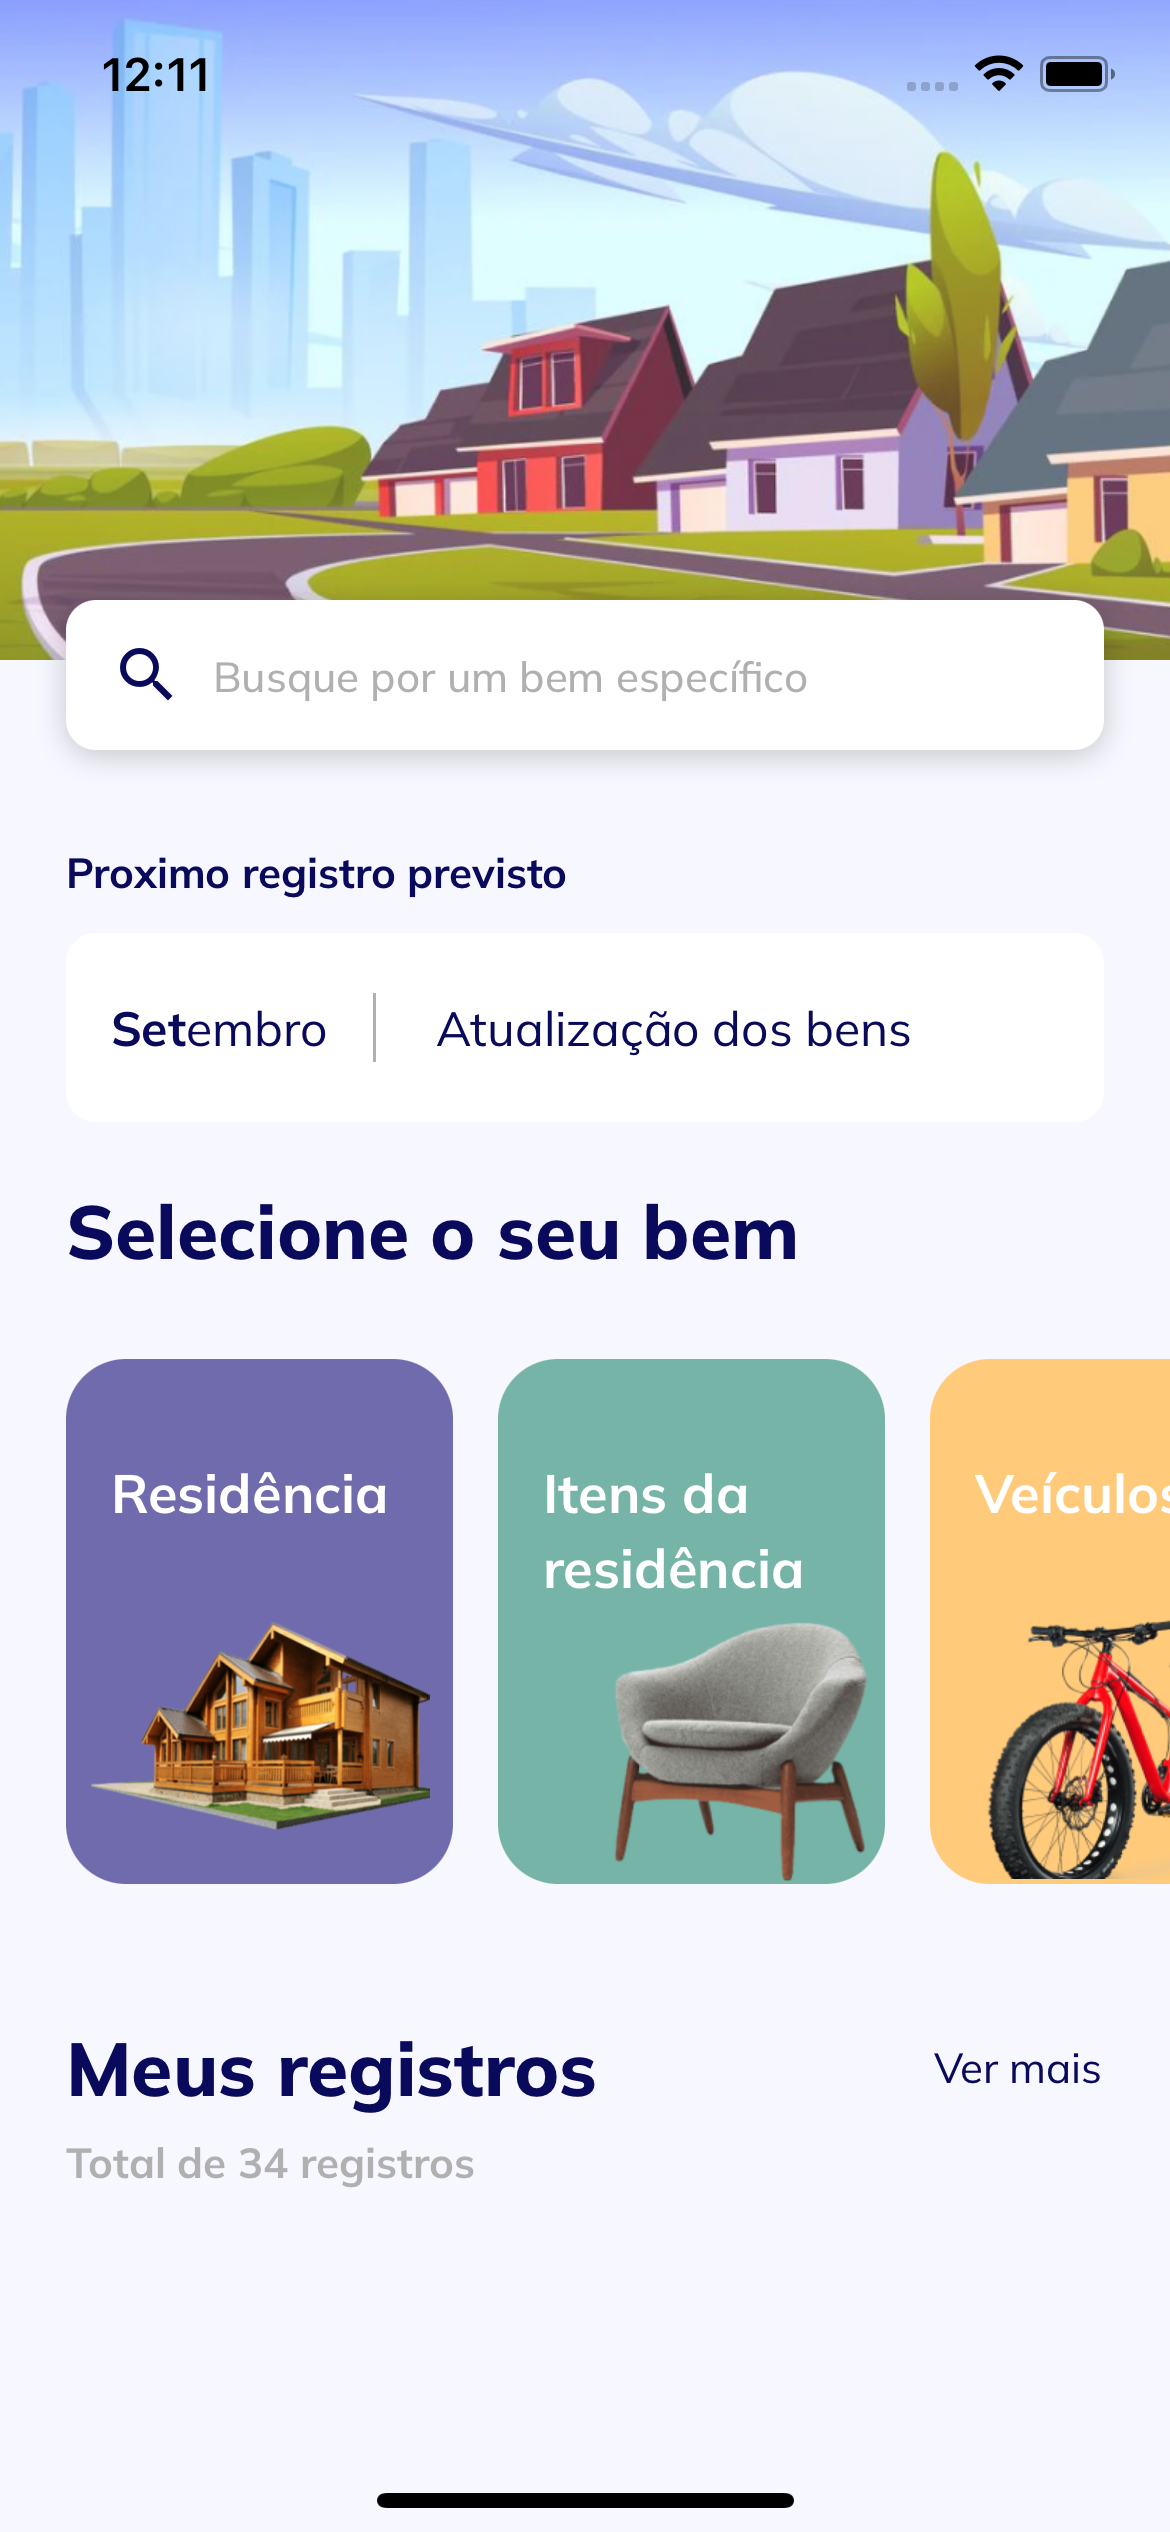 12:11
Busque por um bem específico
Proximo registro previsto
Setembro
Atualização dos bens
Selecione o seu bem
Residência
Itens da
residência
Veículos
Meus registros
Ver mais
Total de 34 registros